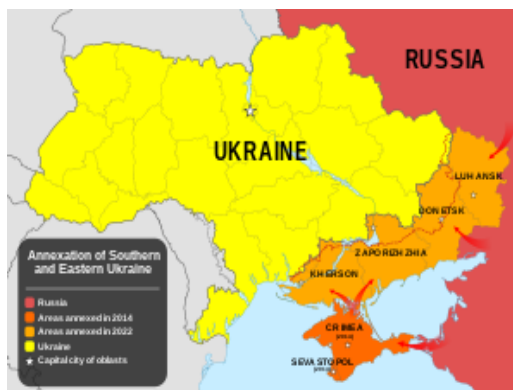 RUSSIA
UKRAINE
LUHANSK
DONETSK
ZAPORIZHZHIA
KHERSON
CRIMEA
SEVASTOPOL
Annexation of Southern
and Eastern Ukraine
Russia
Areas annexed in 2014
Areas annexed in 2022
Ukraine
Capital city of oblasts